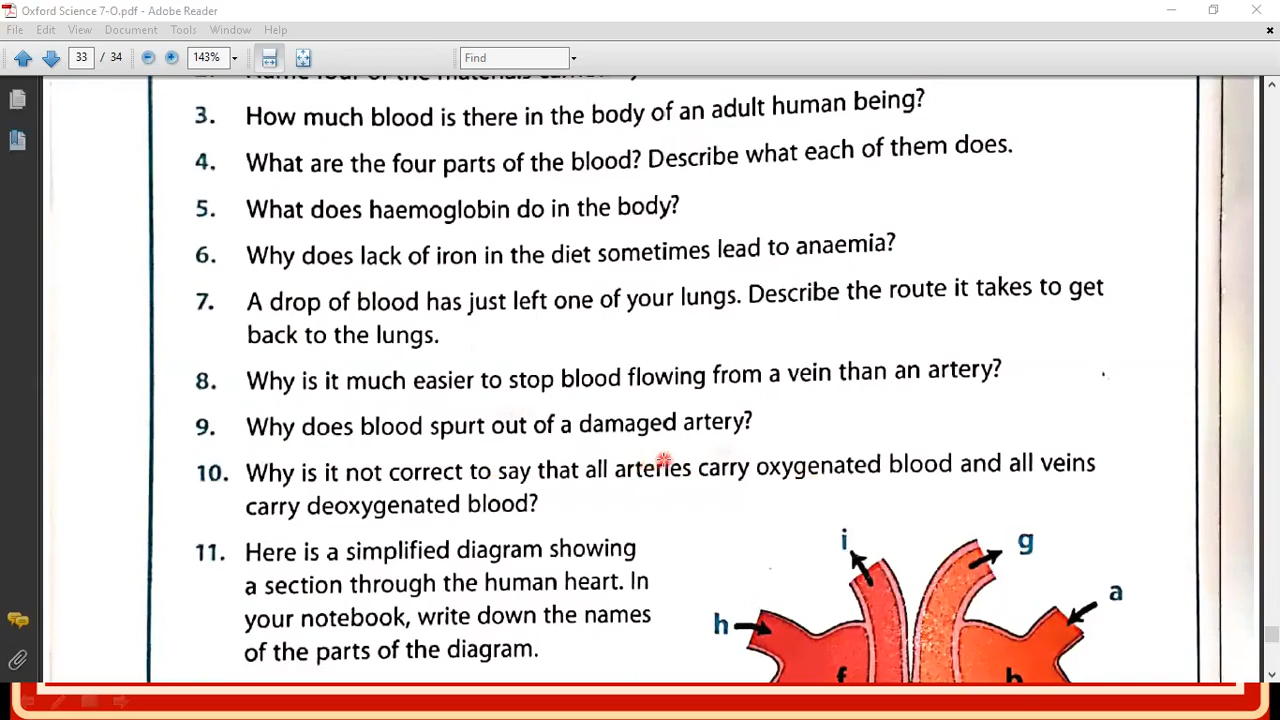 Oxford Science 7-O.pdf - Adobe Reader
File Edit View Document Tools Window Help
33 / 34 143% Find
3. How much blood is there in the body of an adult human being?
4. What are the four parts of the blood? Describe what each of them does.
5. What does haemoglobin do in the body?
6. Why does lack of iron in the diet sometimes lead to anaemia?
7. A drop of blood has just left one of your lungs. Describe the route it takes to get
back to the lungs.
8. Why is it much easier to stop blood flowing from a vein than an artery?
9. Why does blood spurt out of a damaged artery?
10. Why is it not correct to say that all arteries carry oxygenated blood and all veins
carry deoxygenated blood?
11. Here is a simplified diagram showing
a section through the human heart. In
your notebook, write down the names
of the parts of the diagram.
i g
a
h
f b